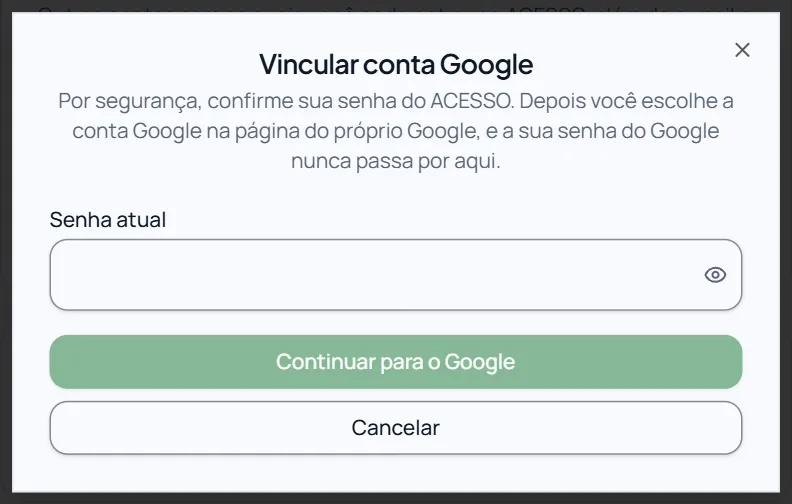 Vincular conta Google
Por segurança, confirme sua senha do ACESSO. Depois você escolhe a
conta Google na página do próprio Google, e a sua senha do Google
nunca passa por aqui.
Senha atual
Continuar para o Google
Cancelar